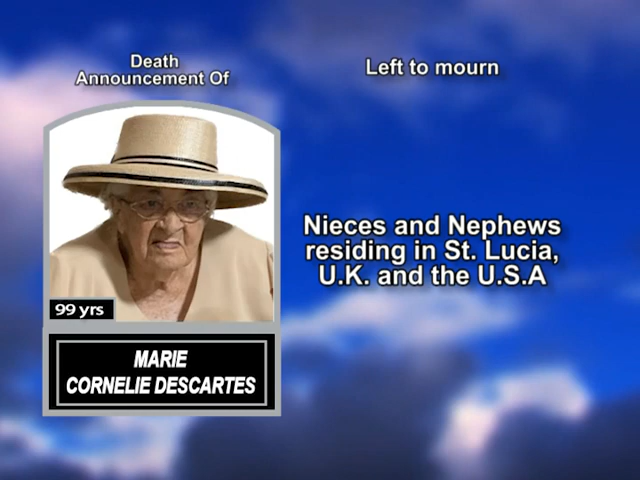 Death
Announcement Of
Left to mourn
Nieces and Nephews
residing in St. Lucia,
U.K. and the U.S.A
99 yrs
MARIE
CORNELIE DESCARTES